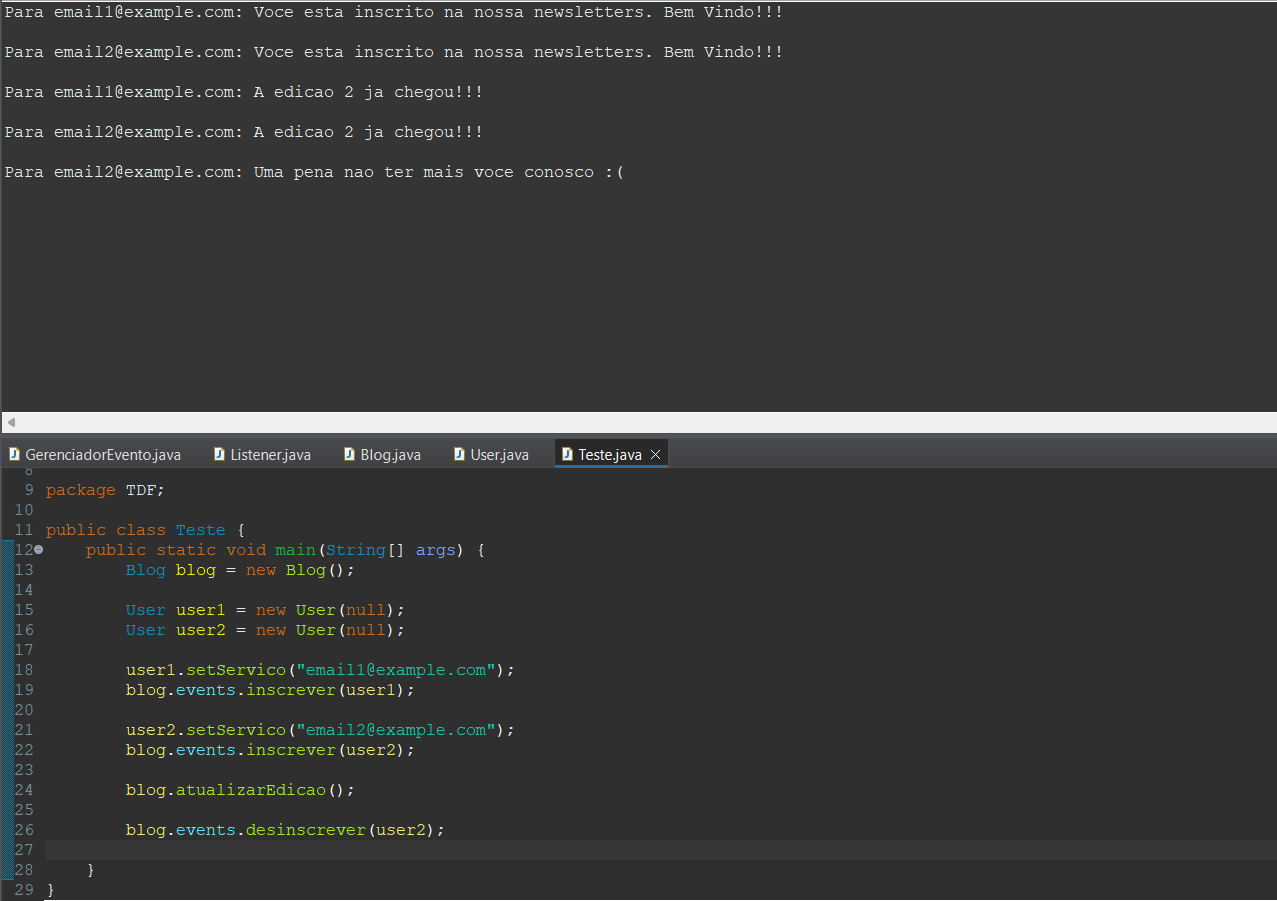 Para email1@example.com: Voce esta inscrito na nossa newsletters. Bem Vindo!!!
Para email2@example.com: Voce esta inscrito na nossa newsletters. Bem Vindo!!!
Para email1@example.com: A edicao 2 ja chegou!!!
Para email2@example.com: A edicao 2 ja chegou!!!
Para email2@example.com: Uma pena nao ter mais voce conosco :(
GerenciadorEvento.java Listener.java Blog.java User.java Teste.java
8
9 package TDF;
10
11 public class Teste {
12 public static void main(String[] args) {
13 Blog blog = new Blog();
14
15 User user1 = new User(null);
16 User user2 = new User(null);
17
18 user1.setServico("email1@example.com");
19 blog.events.inscrever(user1);
20
21 user2.setServico("email2@example.com");
22 blog.events.inscrever(user2);
23
24 blog.atualizarEdicao();
25
26 blog.events.desinscrever(user2);
27
28 }
29 }